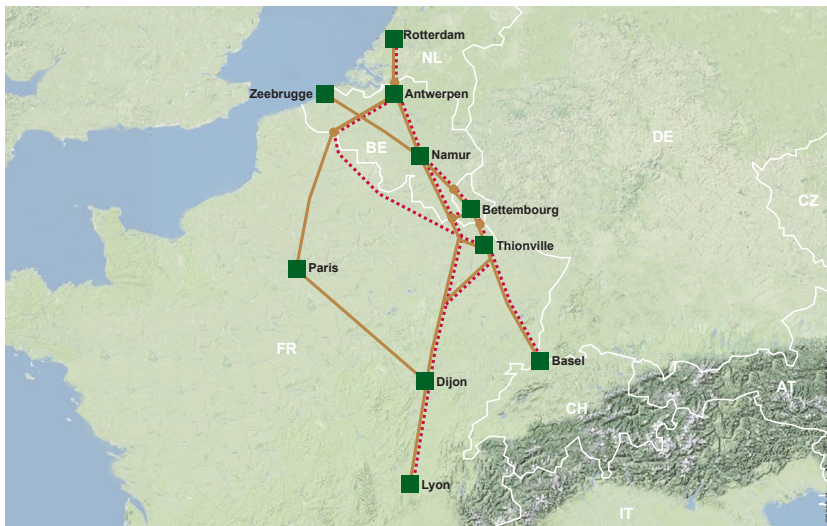 Rotterdam
NL
Zeebrugge
Antwerpen
DE
BE
Namur
CZ
Bettembourg
Thionville
Paris
FR
Basel
Dijon
AT
CH
Lyon
IT